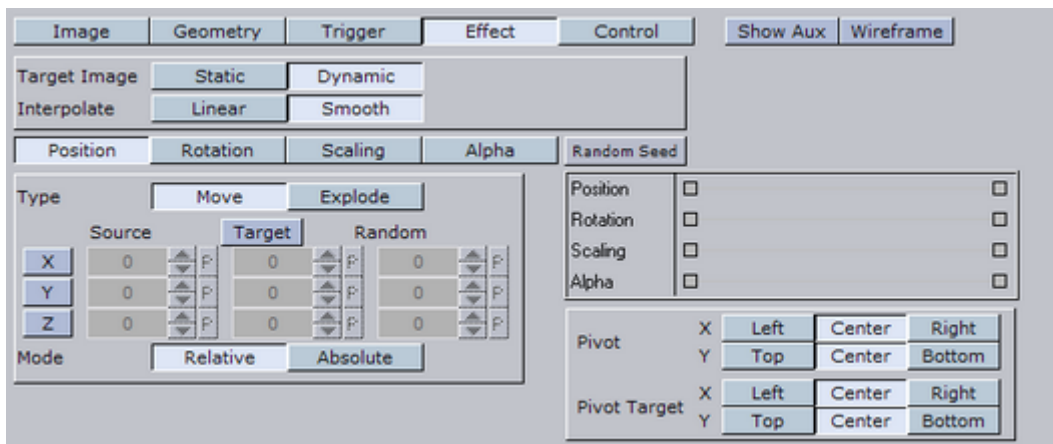 Image Geometry Trigger Effect Control Show Aux Wireframe
Target Image Static Dynamic
Interpolate Linear Smooth
Position Rotation Scaling Alpha Random Seed
Type Move Explode
Source Target Random
X 0 P 0 P 0 P
Y 0 P 0 P 0 P
Z 0 P 0 P 0 P
Mode Relative Absolute
Position
Rotation
Scaling
Alpha
Pivot X Left Center Right
Y Top Center Bottom
Pivot Target X Left Center Right
Y Top Center Bottom